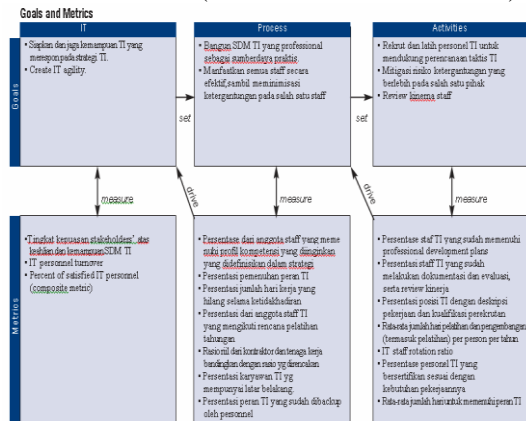 Goals and Metrics
IT
Process
Activities
Goals
• Siapkan dan jaga kemampuan TI yang
merespon pada strategi TI.
• Create IT agility.
set
• Bangun SDM TI yang professional
sebagai sumberdaya praktis.
• Manfaatkan semua staff secara
efektif,sambil meminimisasi
ketergantungan pada salah satu staff
set
• Rekrut dan latih personel TI untuk
mendukung perencanaan taktis TI
• Mitigasi risiko ketergantungan yang
berlebih pada salah satu pihak
• Review kinerna staff
measure
drive
measure
drive
measure
Metrics
• Tingkat kepuasan stakeholders' atas
keahlian dan kemampuan SDM TI
• IT personnel turnover
• Percent of satisfied IT personnel
(composite metric)
• Persentase dari anggota staff yang meme
nuhi profil kompetensi yang diinginkan
yang didefinisikan dalam strategi
• Persentasi pemenuhan peran TI
• Persentasi jumlah hari kerja yang
hilang selama ketidakhadiran
• Persentasi dari anggota staff TI
yang mengikuti rencana pelatihan
tahungan
• Rasio riil dari kontraktor dan tenaga kerja
bandingkan dengan rasio yg direncakan
• Persentasi karyawan TI yg
mempunyai latar belakang.
• Persentasi peran TI yang sudah dibackup
oleh personnel
• Persentase staf TI yang sudah memenuhi
professional development plans
• Persentasi staff TI yang sudah
melakukan dokumentasi dan evaluasi,
serta review kinerja
• Persentasi posisi TI dengan deskripsi
pekerjaan dan kualifikasi perekrutan
• Rata-rata jumlah hari pelatihan dan pengembangan
(termasuk pelatihan) per person per tahun
• IT staff rotation ratio
• Persentase personel TI yang
bersertifikan sesuai dengan
kebutuhan pekerjaannya
• Rata-rata jumlah hari untuk memenuhi peran TI